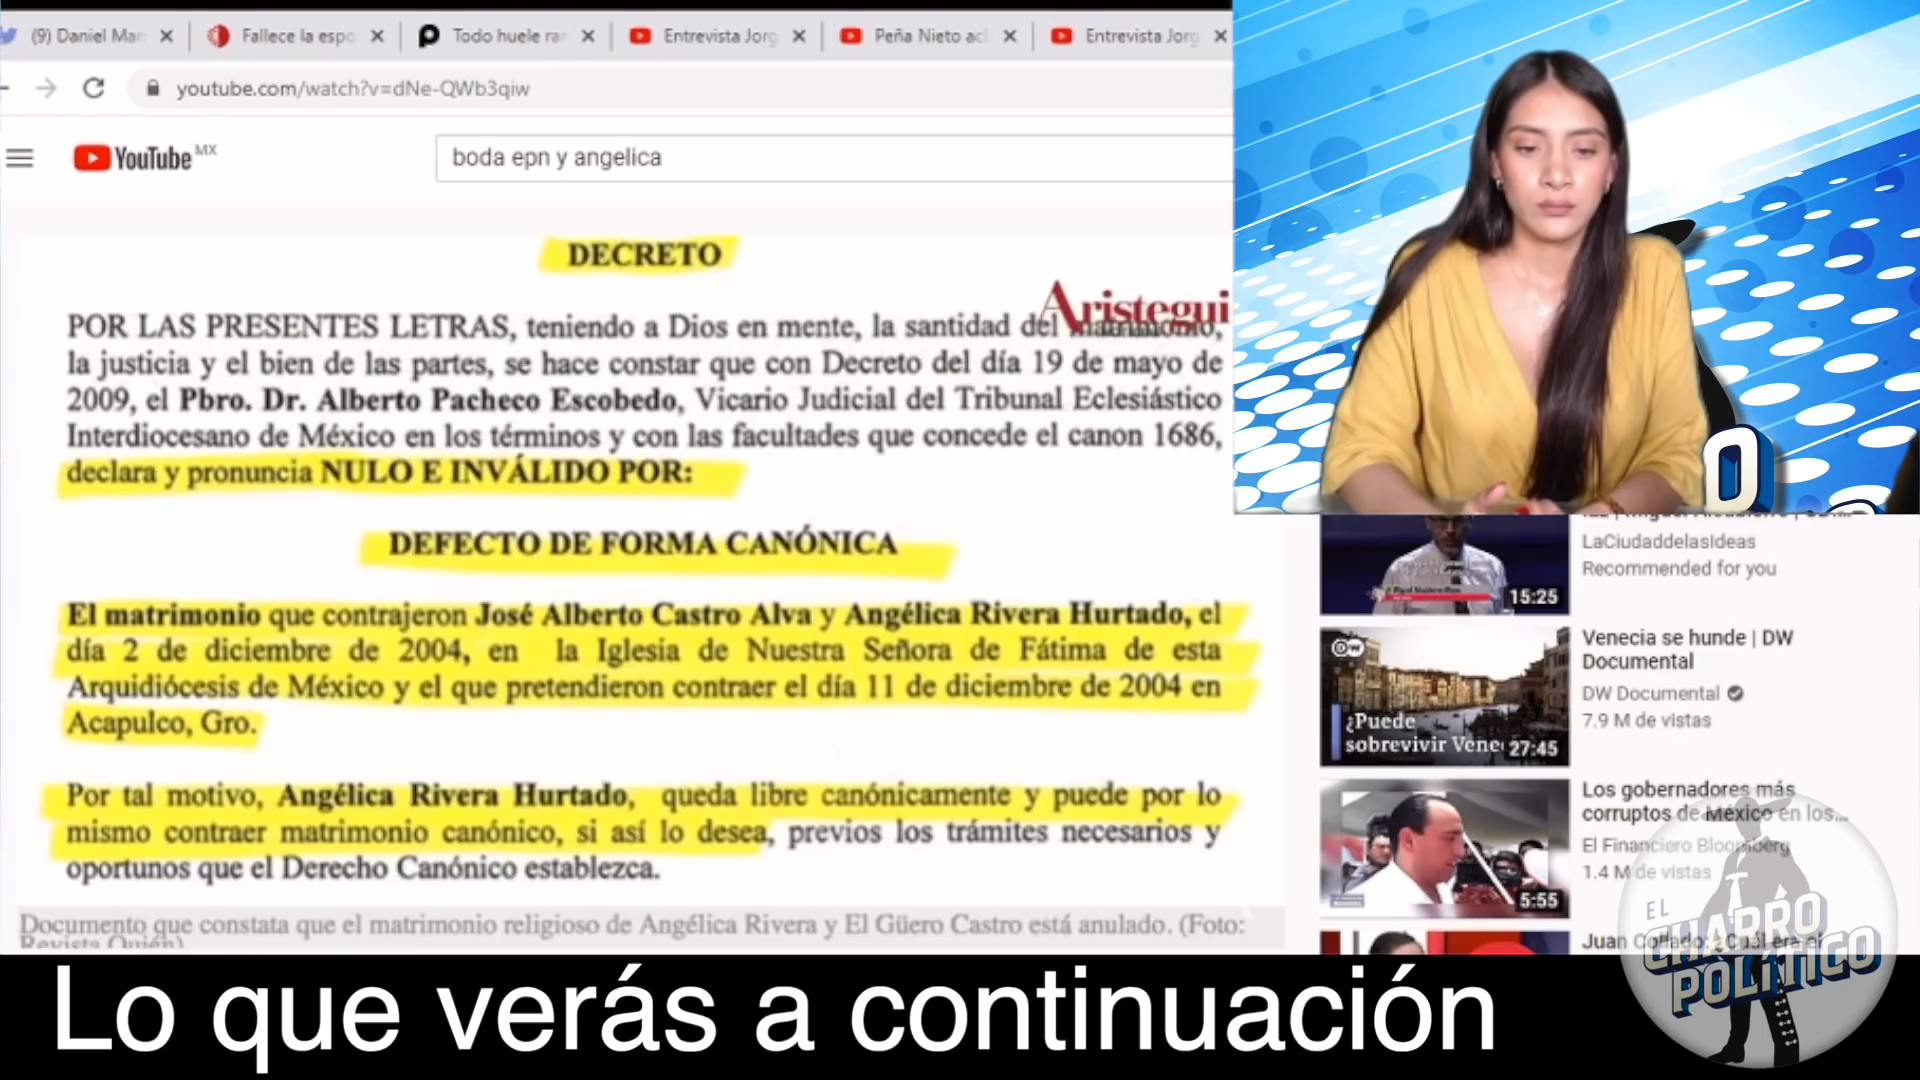 (9) Daniel Mar
Fallece la espo
Todo huele rar
Entrevista Jorg
Peña Nieto acl
Entrevista Jorg
youtube.com/watch?v=dNe-QWb3qiw
YouTube MX
boda epn y angelica
DECRETO
Aristegui
POR LAS PRESENTES LETRAS, teniendo a Dios en mente, la santidad del matrimonio,
la justicia y el bien de las partes, se hace constar que con Decreto del día 19 de mayo de
2009, el Pbro. Dr. Alberto Pacheco Escobedo, Vicario Judicial del Tribunal Eclesiástico
Interdiocesano de México en los términos y con las facultades que concede el canon 1686,
declara y pronuncia NULO E INVÁLIDO POR:
DEFECTO DE FORMA CANÓNICA
El matrimonio que contrajeron José Alberto Castro Alva y Angélica Rivera Hurtado, el
día 2 de diciembre de 2004, en la Iglesia de Nuestra Señora de Fátima de esta
Arquidiócesis de México y el que pretendieron contraer el día 11 de diciembre de 2004 en
Acapulco, Gro.
Por tal motivo, Angélica Rivera Hurtado, queda libre canónicamente y puede por lo
mismo contraer matrimonio canónico, si así lo desea, previos los trámites necesarios y
oportunos que el Derecho Canónico establezca.
Documento que constata que el matrimonio religioso de Angélica Rivera y El Güero Castro está anulado. (Foto:
Revista Quién)
LaCiudaddelasIdeas
Recommended for you
15:25
Venecia se hunde | DW
Documental
DW Documental
7.9 M de vistas
DW
¿Puede
sobrevivir Vene
27:45
Los gobernadores más
corruptos de México en los...
El Financiero Bloomberg
1.4 M de vistas
5:55
Juan Collado: ¿Cuál era el
EL
CHARRO
POLÍTICO
O
Lo que verás a continuación